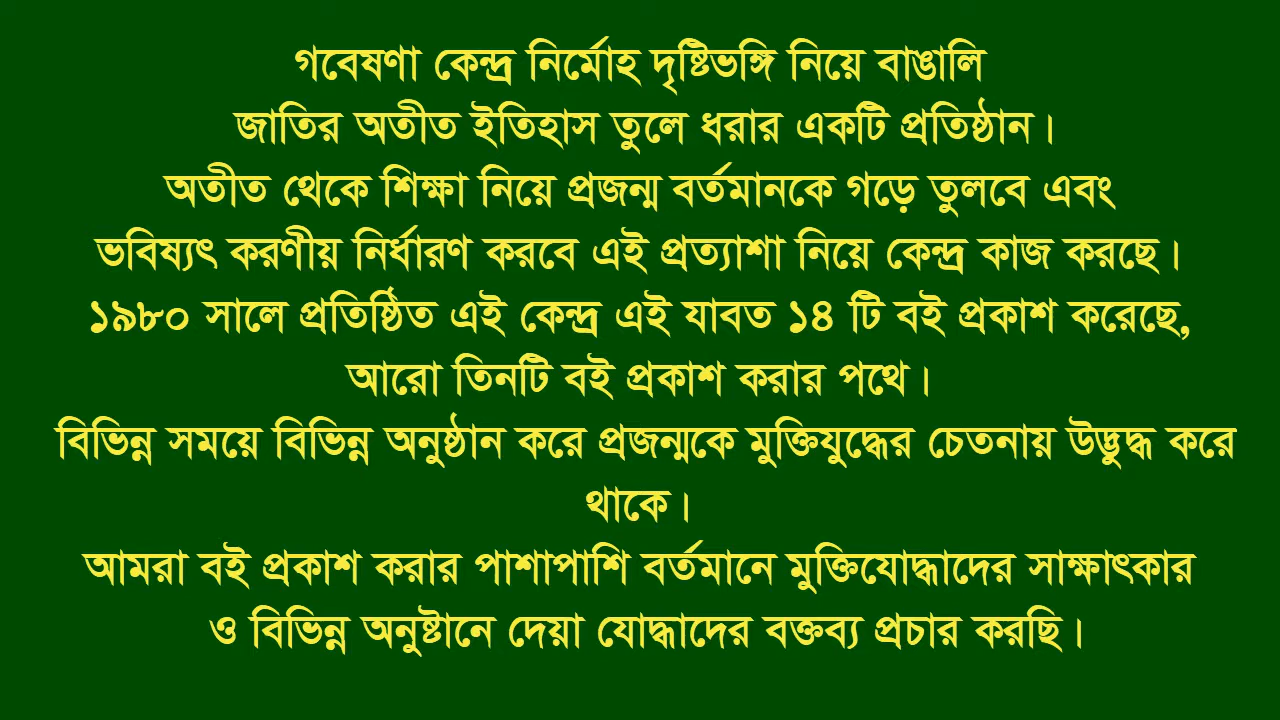 গবেষণা কেন্দ্র নির্মোহ দৃষ্টিভঙ্গি নিয়ে বাঙালি
জাতির অতীত ইতিহাস তুলে ধরার একটি প্রতিষ্ঠান।
অতীত থেকে শিক্ষা নিয়ে প্রজন্ম বর্তমানকে গড়ে তুলবে এবং
ভবিষ্যৎ করণীয় নির্ধারণ করবে এই প্রত্যাশা নিয়ে কেন্দ্র কাজ করছে।
১৯৮০ সালে প্রতিষ্ঠিত এই কেন্দ্র এই যাবত ১৪ টি বই প্রকাশ করেছে,
আরো তিনটি বই প্রকাশ করার পথে।
বিভিন্ন সময়ে বিভিন্ন অনুষ্ঠান করে প্রজন্মকে মুক্তিযুদ্ধের চেতনায় উদ্ভুদ্ধ করে
থাকে।
আমরা বই প্রকাশ করার পাশাপাশি বর্তমানে মুক্তিযোদ্ধাদের সাক্ষাৎকার
ও বিভিন্ন অনুষ্টানে দেয়া যোদ্ধাদের বক্তব্য প্রচার করছি।